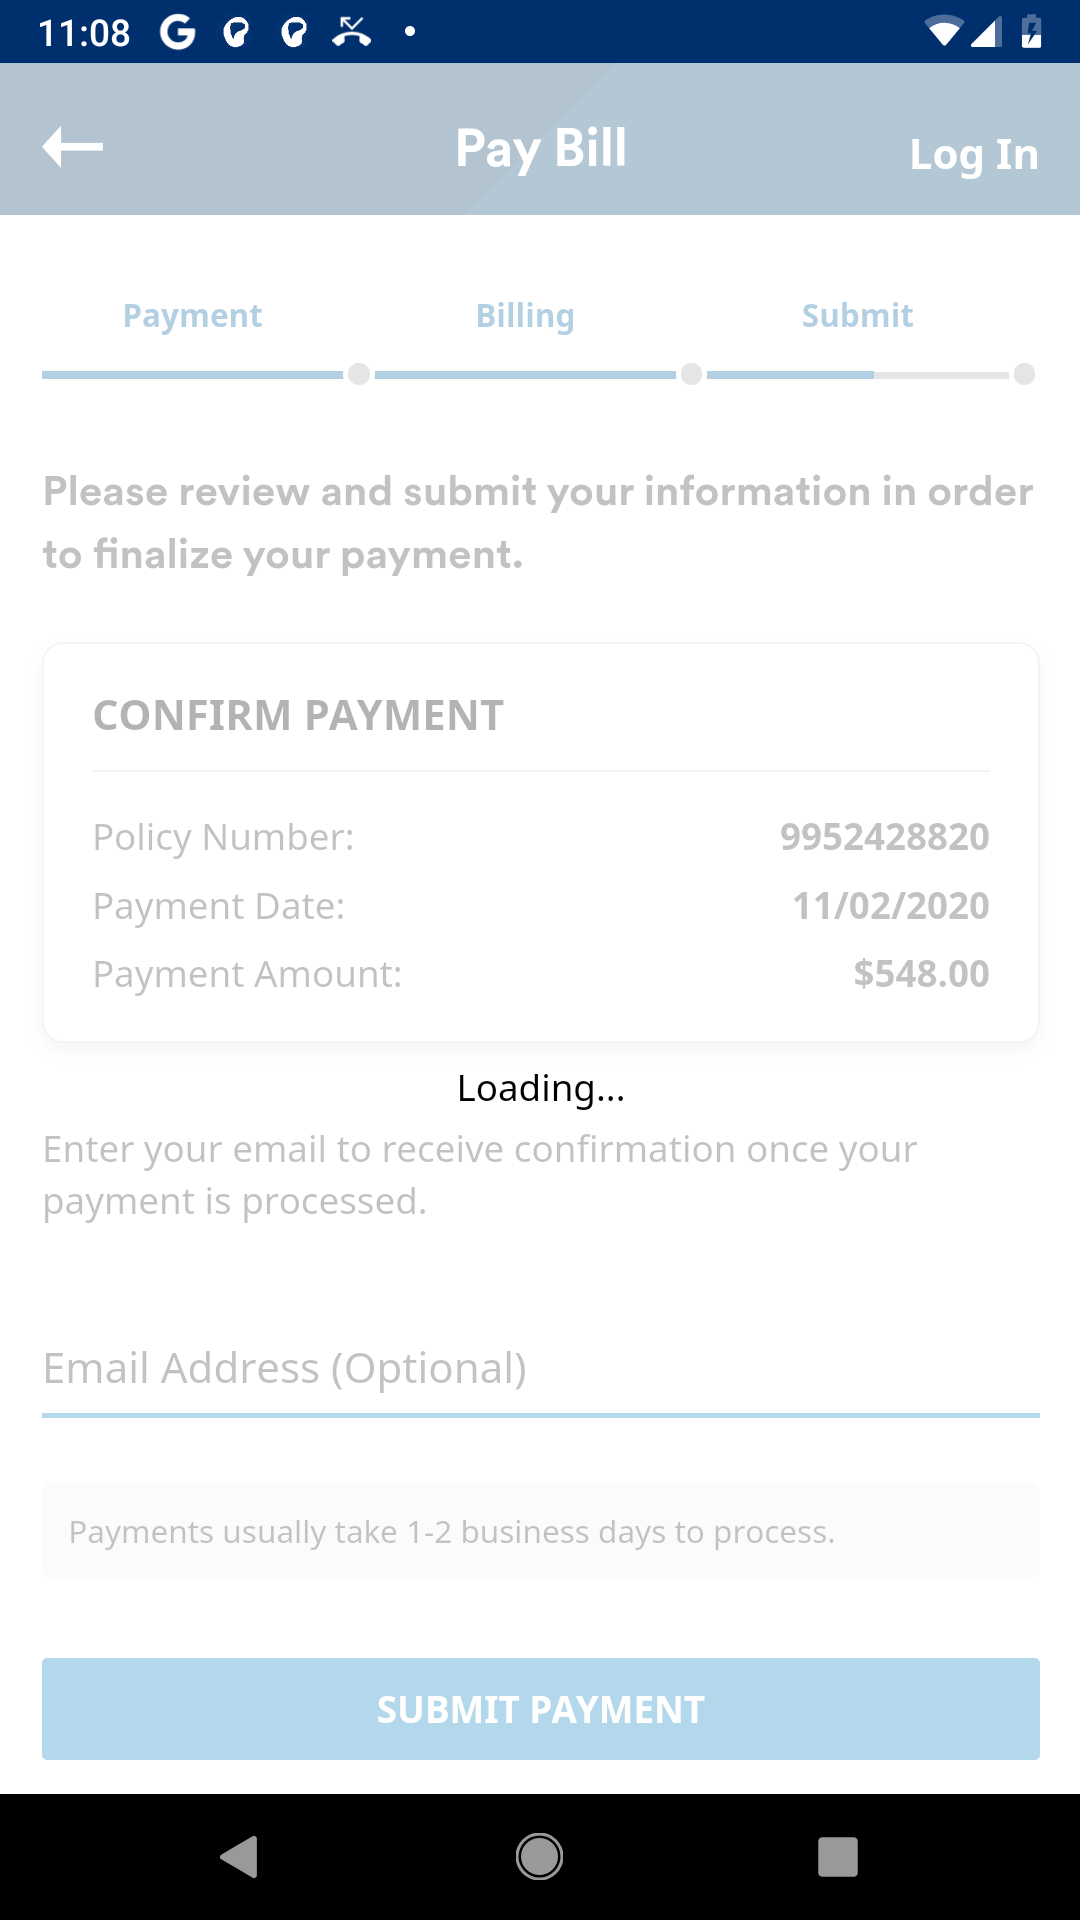 11:08
Pay Bill
Log In
Payment
Billing
Submit
Please review and submit your information in order
to finalize your payment.
CONFIRM PAYMENT
Policy Number: 9952428820
Payment Date: 11/02/2020
Payment Amount: $548.00
Loading...
Enter your email to receive confirmation once your
payment is processed.
Email Address (Optional)
Payments usually take 1-2 business days to process.
SUBMIT PAYMENT